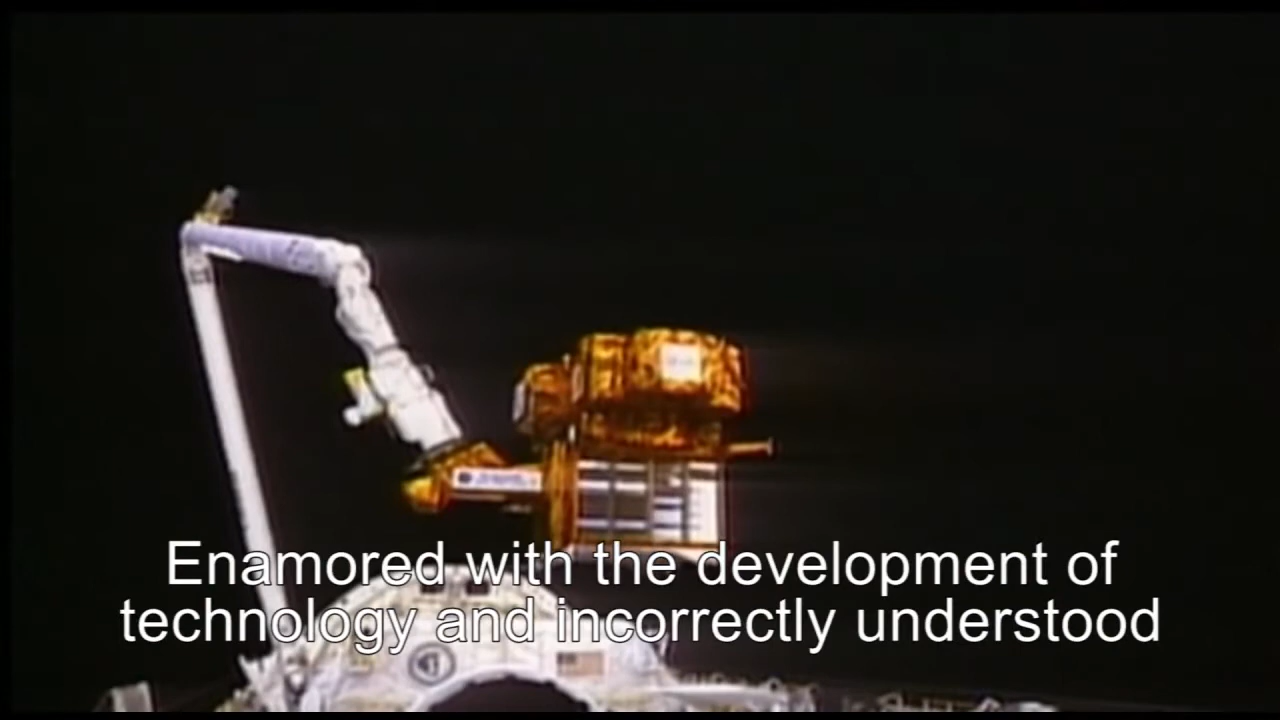 Enamored with the development of
technology and incorrectly understood